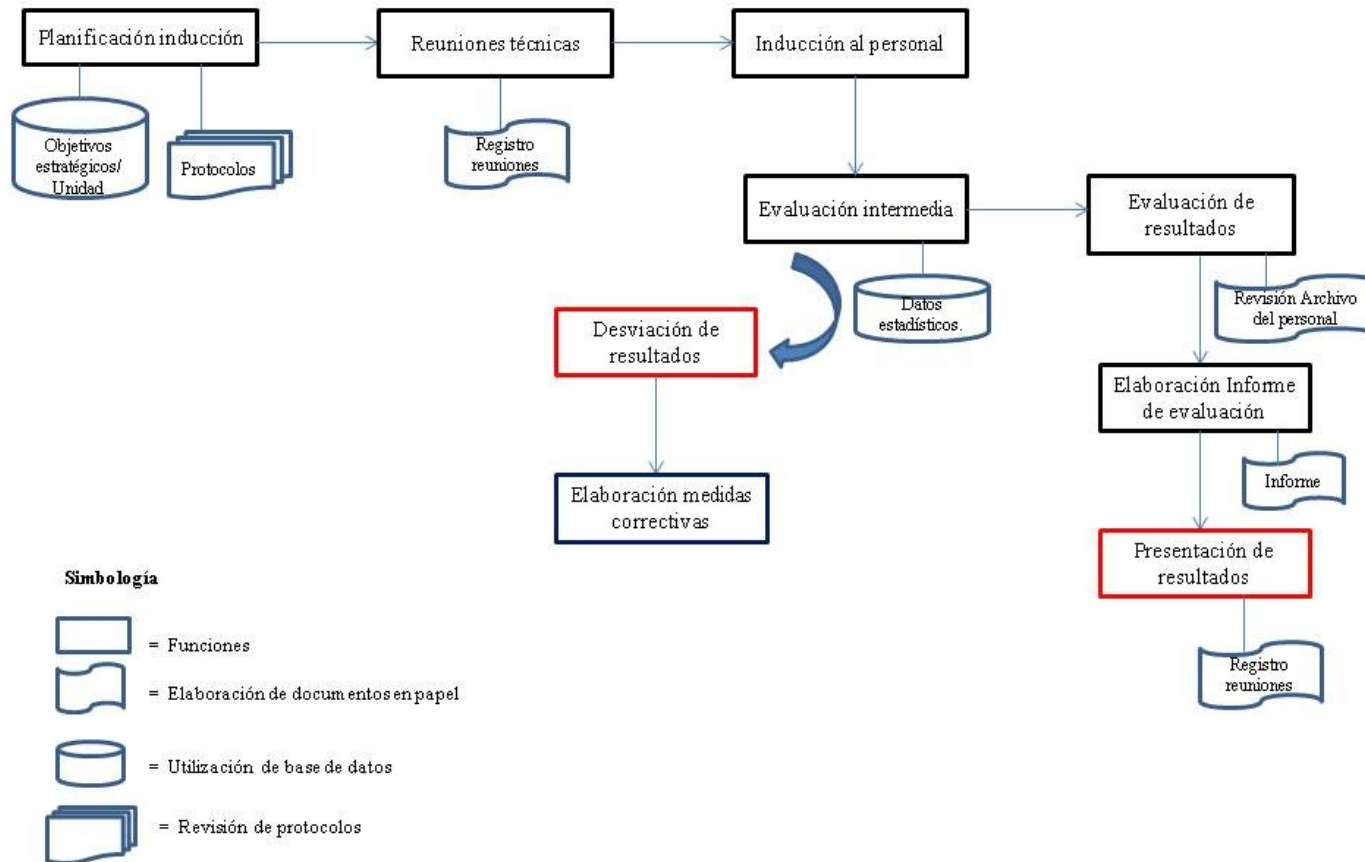 Planificación inducción
Reuniones técnicas
Inducción al personal
Objetivos
estratégicos/
Unidad
Protocolos
Registro
reuniones
Evaluación intermedia
Evaluación de
resultados
Datos
estadísticos.
Revisión Archivo
del personal
Desviación de
resultados
Elaboración Informe
de evaluación
Elaboración medidas
correctivas
Informe
Presentación de
resultados
Registro
reuniones
Simbología
= Funciones
= Elaboración de documentos en papel
= Utilización de base de datos
= Revisión de protocolos